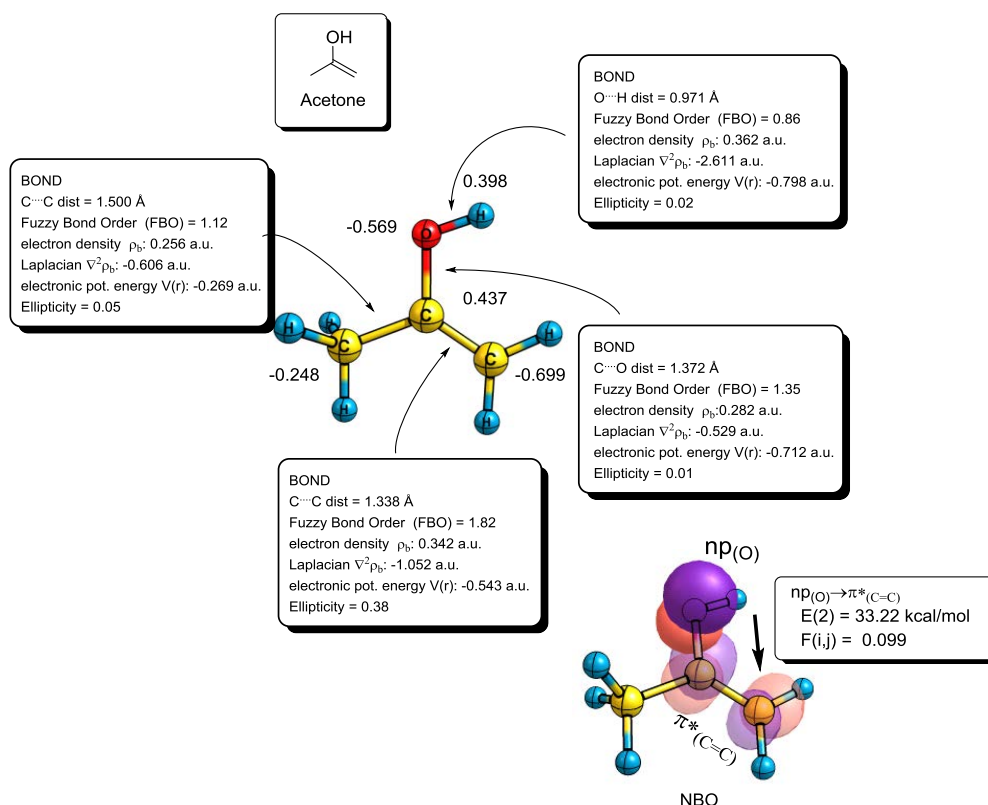 OH
Acetone
BOND
O····H dist = 0.971 Å
Fuzzy Bond Order (FBO) = 0.86
electron density ρb: 0.362 a.u.
Laplacian ∇²ρb: -2.611 a.u.
electronic pot. energy V(r): -0.798 a.u.
Ellipticity = 0.02
BOND
C····C dist = 1.500 Å
Fuzzy Bond Order (FBO) = 1.12
electron density ρb: 0.256 a.u.
Laplacian ∇²ρb: -0.606 a.u.
electronic pot. energy V(r): -0.269 a.u.
Ellipticity = 0.05
0.398
-0.569
O
H
0.437
C
H
H
C
C
H
-0.248
-0.699
H
H
BOND
C····O dist = 1.372 Å
Fuzzy Bond Order (FBO) = 1.35
electron density ρb:0.282 a.u.
Laplacian ∇²ρb: -0.529 a.u.
electronic pot. energy V(r): -0.712 a.u.
Ellipticity = 0.01
BOND
C····C dist = 1.338 Å
Fuzzy Bond Order (FBO) = 1.82
electron density ρb: 0.342 a.u.
Laplacian ∇²ρb: -1.052 a.u.
electronic pot. energy V(r): -0.543 a.u.
Ellipticity = 0.38
np(O)
np(O)→π*(C=C)
E(2) = 33.22 kcal/mol
F(i,j) = 0.099
π*(C=C)
NBO